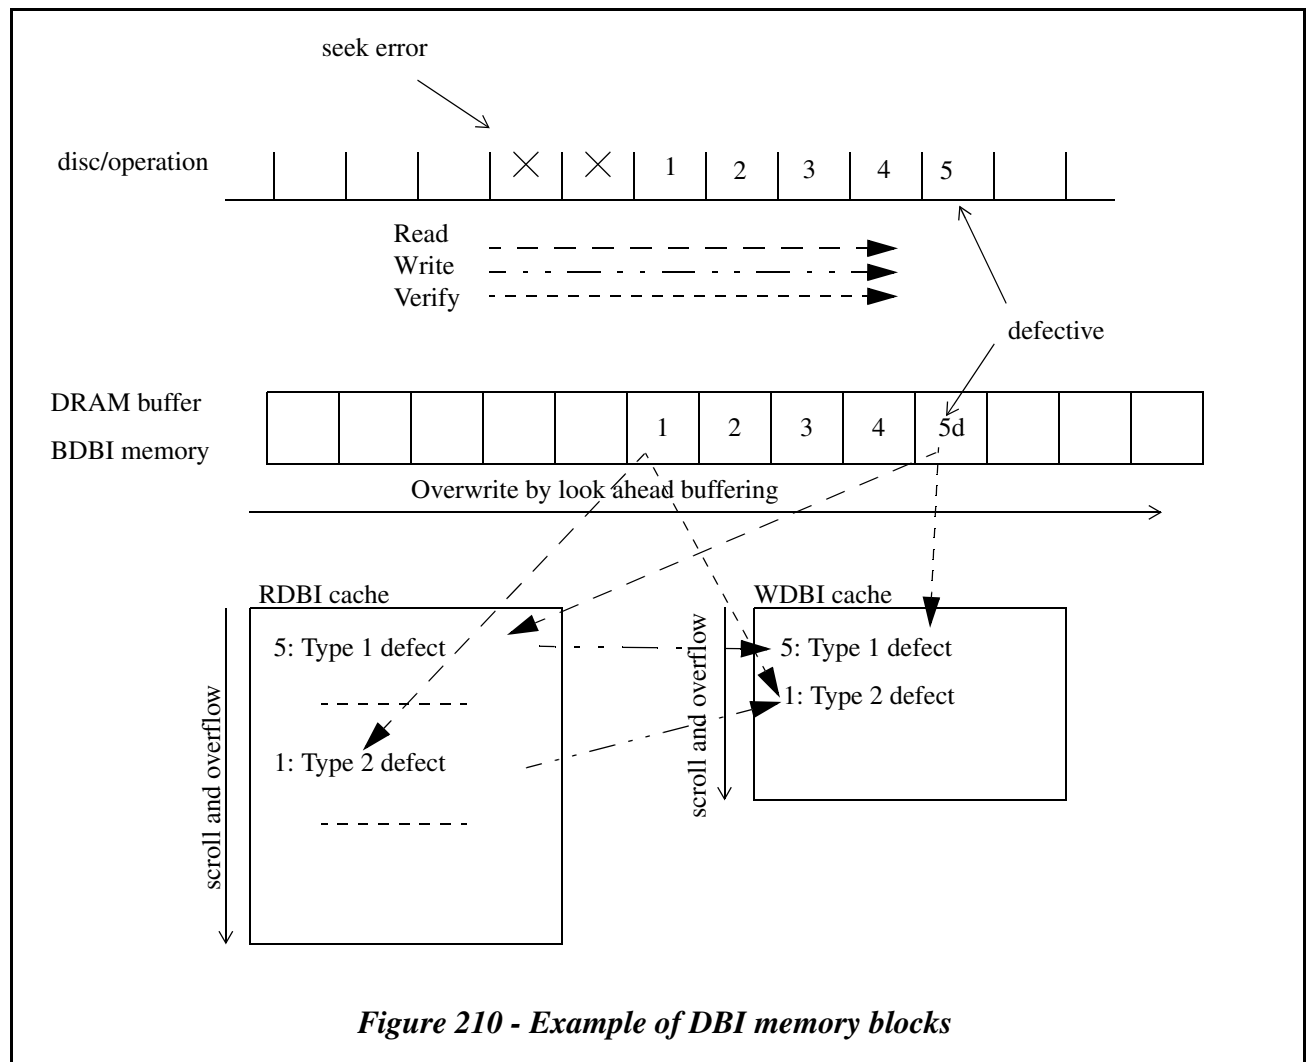 seek error
disc/operation
1 2 3 4 5
Read
Write
Verify
defective
DRAM buffer
BDBI memory
1 2 3 4 5d
Overwrite by look ahead buffering
RDBI cache
WDBI cache
5: Type 1 defect
5: Type 1 defect
1: Type 2 defect
1: Type 2 defect
scroll and overflow
scroll and overflow
Figure 210 - Example of DBI memory blocks